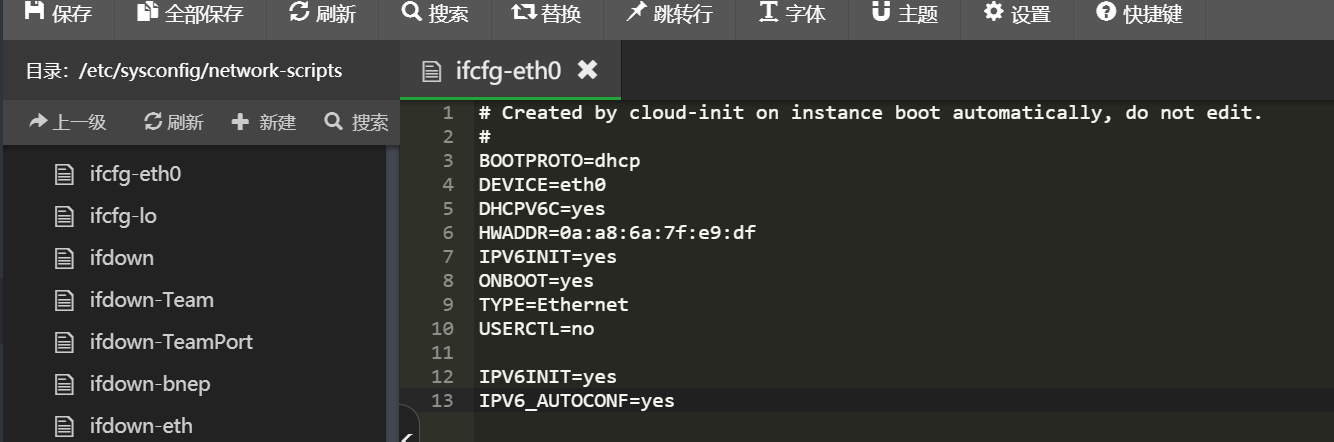 保存 全部保存 刷新 搜索 替换 跳转行 字体 主题 设置 快捷键
目录：/etc/sysconfig/network-scripts
上一级 刷新 新建 搜索
ifcfg-eth0
ifcfg-lo
ifdown
ifdown-Team
ifdown-TeamPort
ifdown-bnep
ifdown-eth
ifcfg-eth0
1 # Created by cloud-init on instance boot automatically, do not edit.
2 #
3 BOOTPROTO=dhcp
4 DEVICE=eth0
5 DHCPV6C=yes
6 HWADDR=0a:a8:6a:7f:e9:df
7 IPV6INIT=yes
8 ONBOOT=yes
9 TYPE=Ethernet
10 USERCTL=no
11
12 IPV6INIT=yes
13 IPV6_AUTOCONF=yes